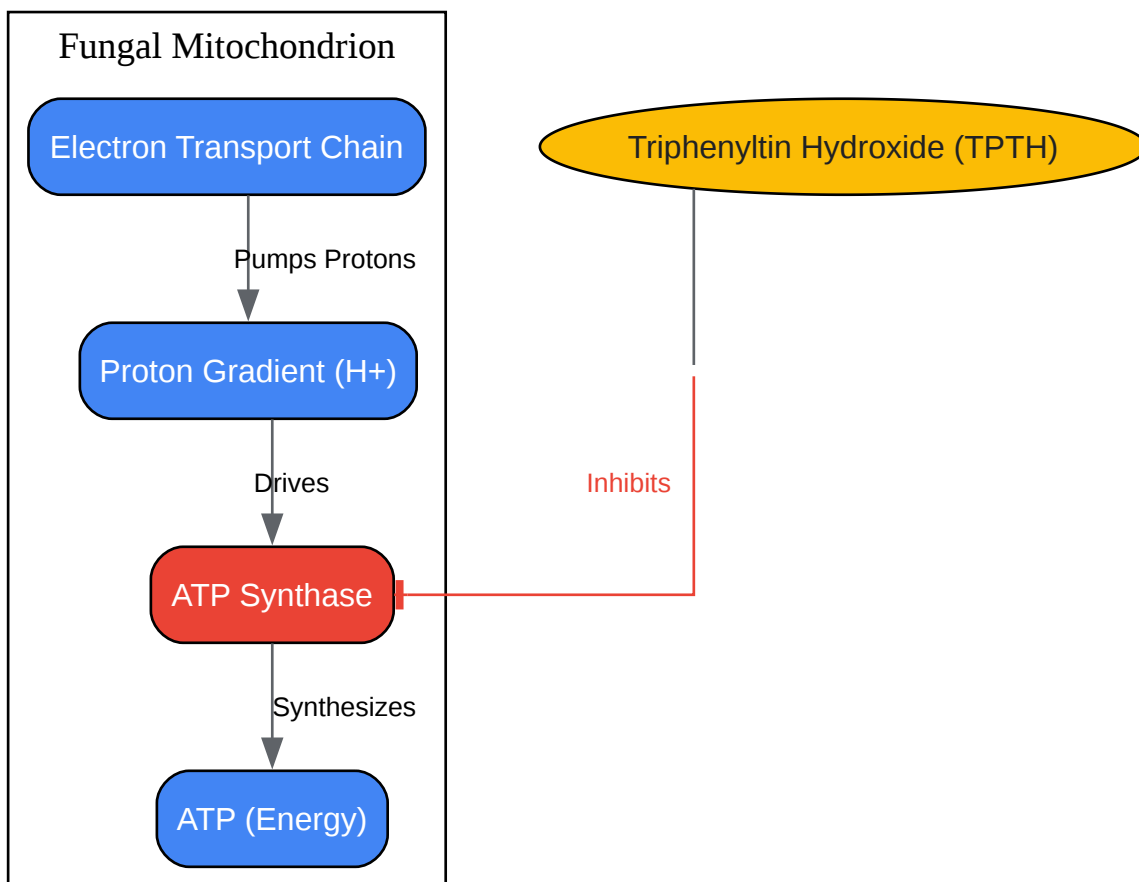 Fungal Mitochondrion
Electron Transport Chain
Triphenyltin Hydroxide (TPTH)
Pumps Protons
Proton Gradient (H+)
Drives
Inhibits
ATP Synthase
Synthesizes
ATP (Energy)